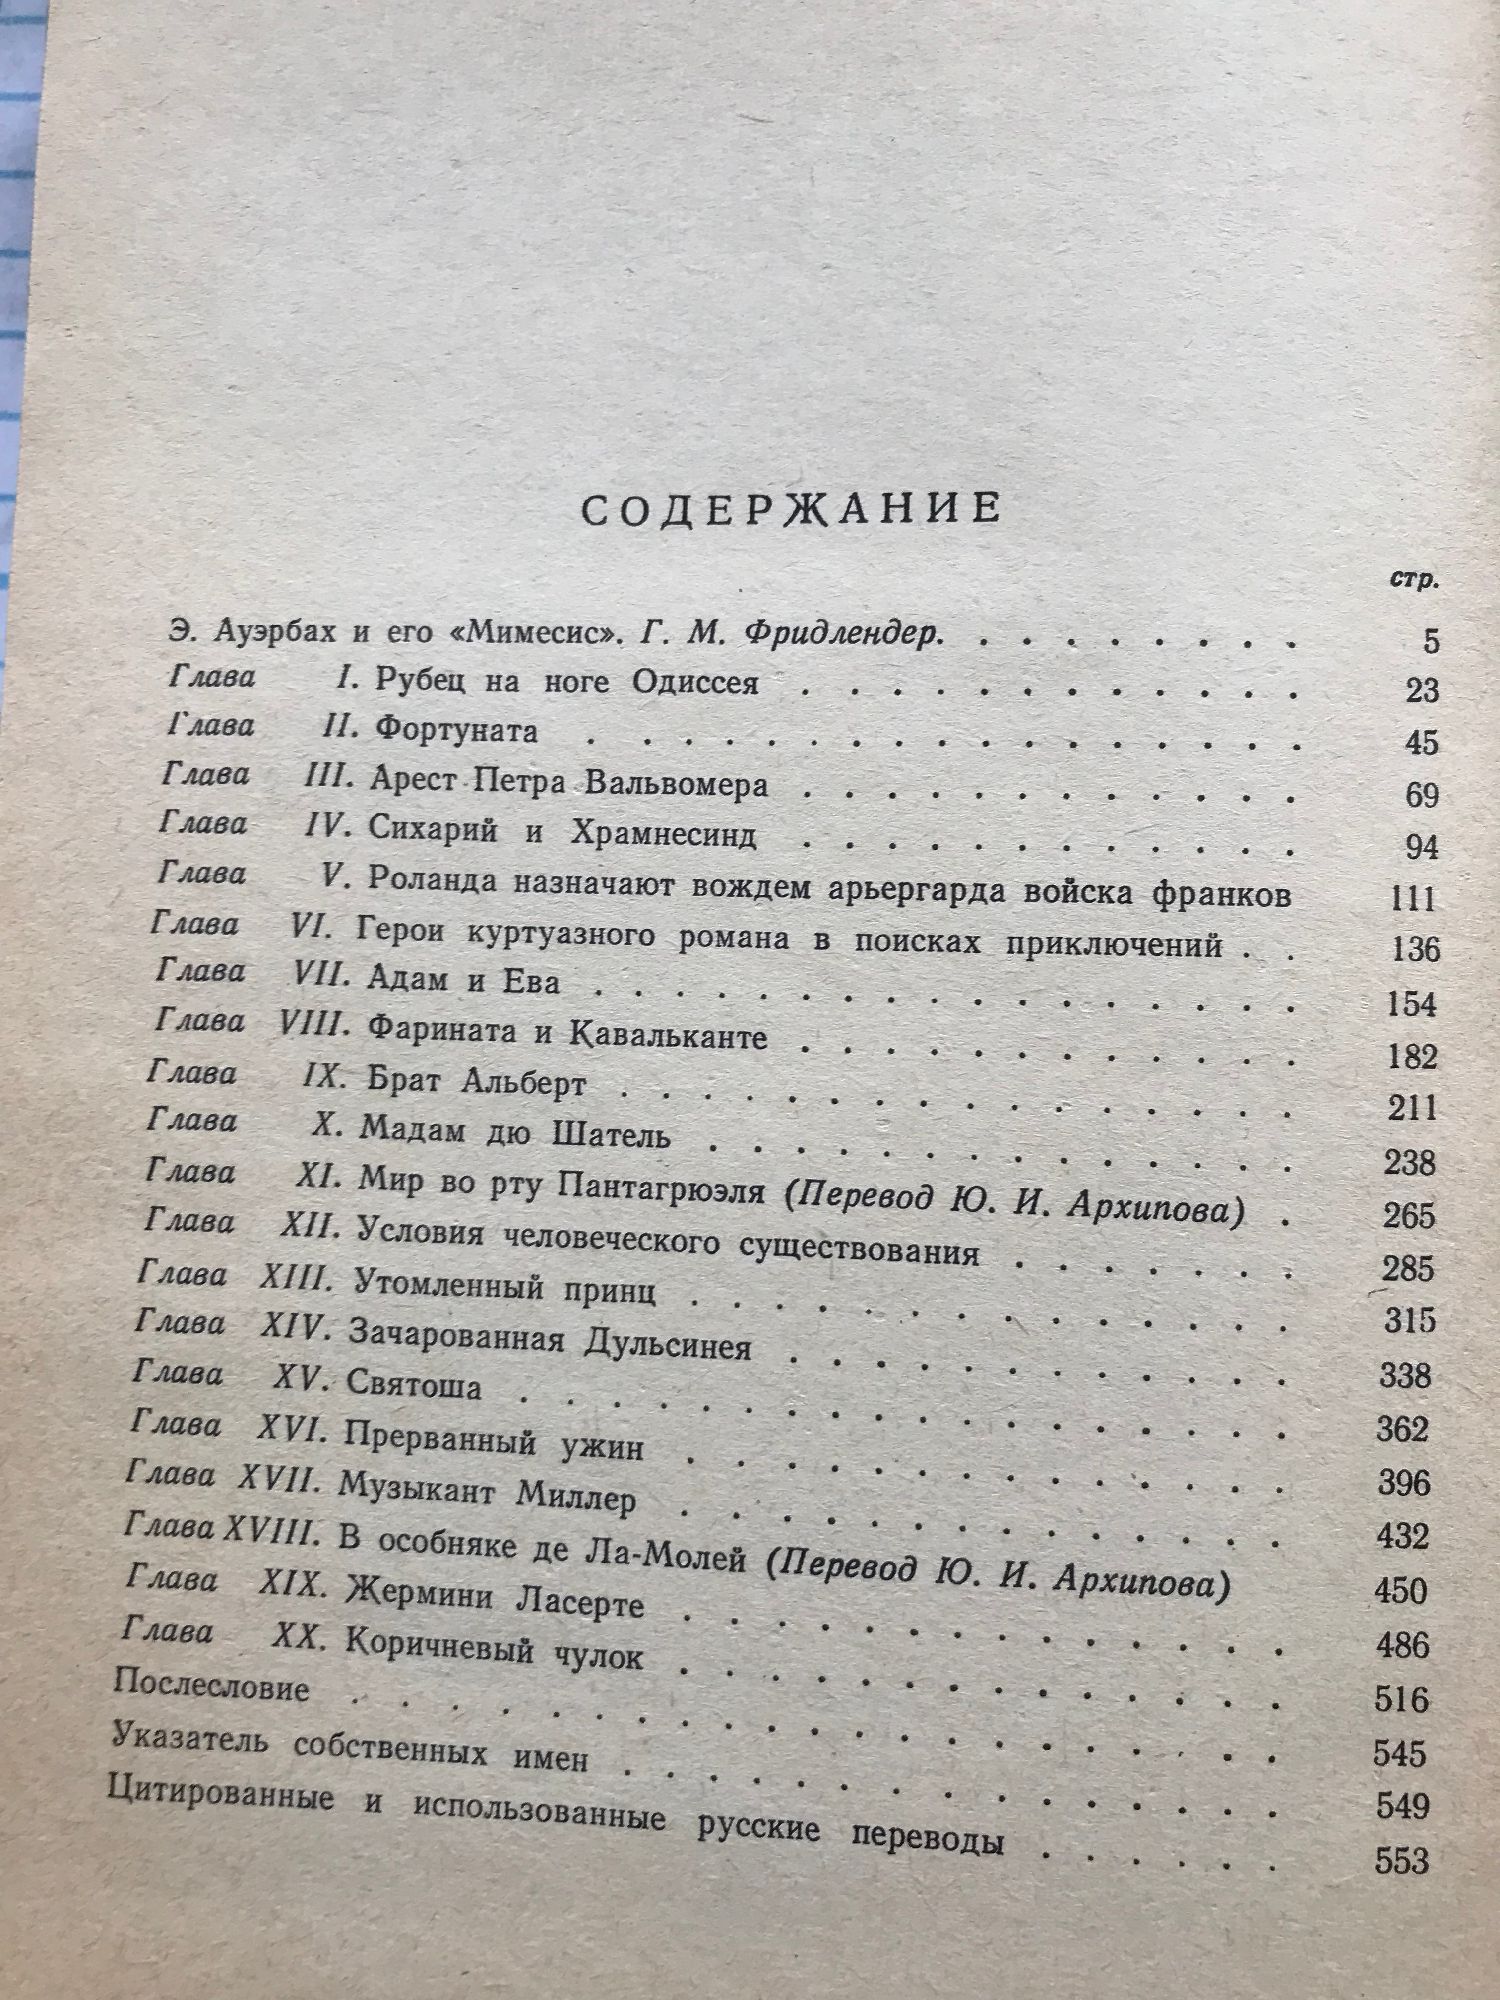 СОДЕРЖАНИЕ
стр.
Э. Ауэрбах и его «Мимесис». Г. М. Фридлендер. . . . . . . . . 5
Глава I. Рубец на ноге Одиссея . . . . . . . . . . . . 23
Глава II. Фортуната . . . . . . . . . . . . . . . . . 45
Глава III. Арест Петра Вальвомера . . . . . . . . . . . . 69
Глава IV. Сихарий и Храмнесинд . . . . . . . . . . . . 94
Глава V. Роланда назначают вождем арьергарда войска франков 111
Глава VI. Герои куртуазного романа в поисках приключений . . 136
Глава VII. Адам и Ева . . . . . . . . . . . . . . . . . 154
Глава VIII. Фарината и Кавальканте . . . . . . . . . . . . 182
Глава IX. Брат Альберт . . . . . . . . . . . . . . . . 211
Глава X. Мадам дю Шатель . . . . . . . . . . . . . . 238
Глава XI. Мир во рту Пантагрюэля (Перевод Ю. И. Архипова) . 265
Глава XII. Условия человеческого существования . . . . . . . 285
Глава XIII. Утомленный принц . . . . . . . . . . . . . . 315
Глава XIV. Зачарованная Дульсинея . . . . . . . . . . . . 338
Глава XV. Святоша . . . . . . . . . . . . . . . . . . 362
Глава XVI. Прерванный ужин . . . . . . . . . . . . . . 396
Глава XVII. Музыкант Миллер . . . . . . . . . . . . . . 432
Глава XVIII. В особняке де Ла-Молей (Перевод Ю. И. Архипова) 450
Глава XIX. Жермини Ласерте . . . . . . . . . . . . . . 486
Глава XX. Коричневый чулок . . . . . . . . . . . . . . 516
Послесловие . . . . . . . . . . . . . . . . . . . . . 545
Указатель собственных имен . . . . . . . . . . . . . . . 549
Цитированные и использованные русские переводы . . . . . . 553